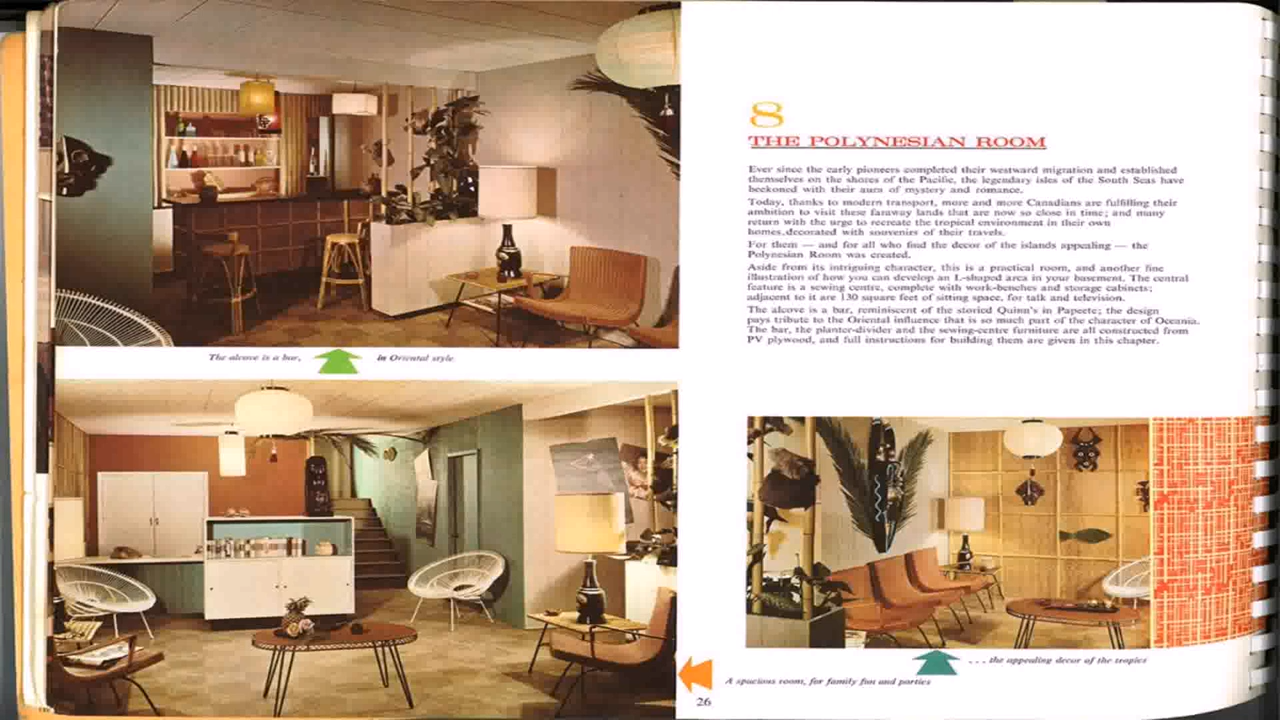 8
THE POLYNESIAN ROOM
Ever since the early pioneers completed their westward migration and established
themselves on the shores of the Pacific, the legendary isles of the South Seas have
beckoned with their aura of mystery and romance.
Today, thanks to modern transport, more and more Canadians are fulfilling their
ambition to visit these faraway lands that are now so close in time; and many
return with the urge to recreate the tropical environment in their own
homes, decorated with souvenirs of their travels.
For them — and for all who find the decor of the islands appealing — the
Polynesian Room was created.
Aside from its intriguing character, this is a practical room, and another fine
illustration of how you can develop an L-shaped area in your basement. The central
feature is a sewing centre, complete with work-benches and storage cabinets;
adjacent to it are 130 square feet of sitting space, for talk and television.
The alcove is a bar, reminiscent of the storied Quinn's in Papeete; the design
pays tribute to the Oriental influence that is so much part of the character of Oceania.
The bar, the planter-divider and the sewing-centre furniture are all constructed from
PV plywood, and full instructions for building them are given in this chapter.
The alcove is a bar, in Oriental style
. . . the appealing decor of the tropics
A spacious room, for family fun and parties
26